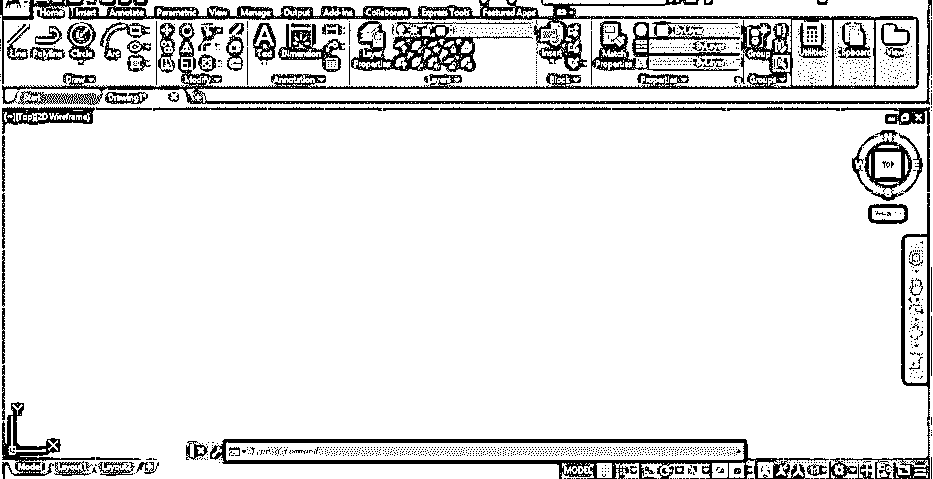 Home Insert Annotate Parametric View Manage Output Add-ins Collaborate Express Tools Featured Apps
Line Polyline Circle Arc Text Dimension Layer Properties Insert Match Properties Group Utilities Clipboard View
ByLayer
ByLayer
ByLayer
Draw Modify Annotation Layers Block Properties Groups
Start Drawing1*
[-][Top][2D Wireframe]
N
W TOP E
Y
X
Type a command
Model Layout1 Layout2 +
MODEL